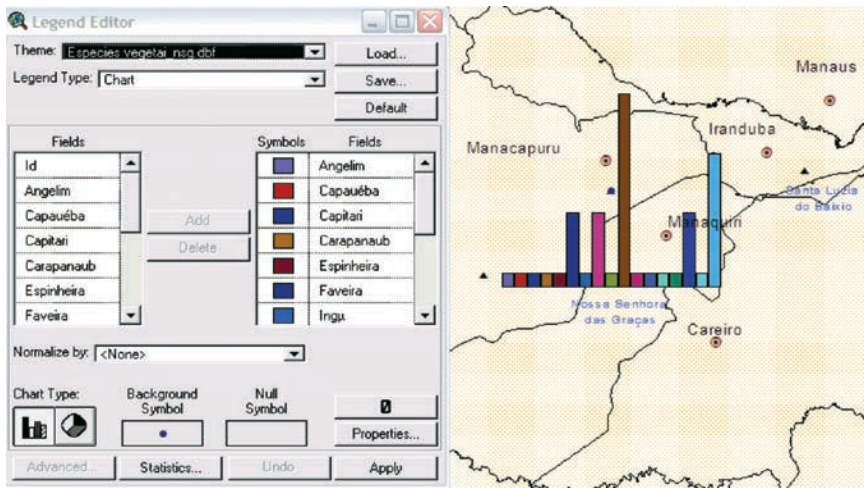 Legend Editor
Theme: Especies vegetai_nsg.dbf
Load...
Legend Type: Chart
Save...
Default
Fields
Symbols Fields
Id
Angelim
Capauéba
Capitari
Carapanaub
Espinheira
Faveira
Add
Delete
Angelim
Capauéba
Capitari
Carapanaub
Espinheira
Faveira
Ingµ
Normalize by: <None>
Chart Type:
Background
Symbol
Null
Symbol
Properties...
Advanced...
Statistics...
Undo
Apply
Manaus
Iranduba
Manacapuru
Santa Luzia
do Baixio
Manaquiri
Nossa Senhora
das Graças
Careiro